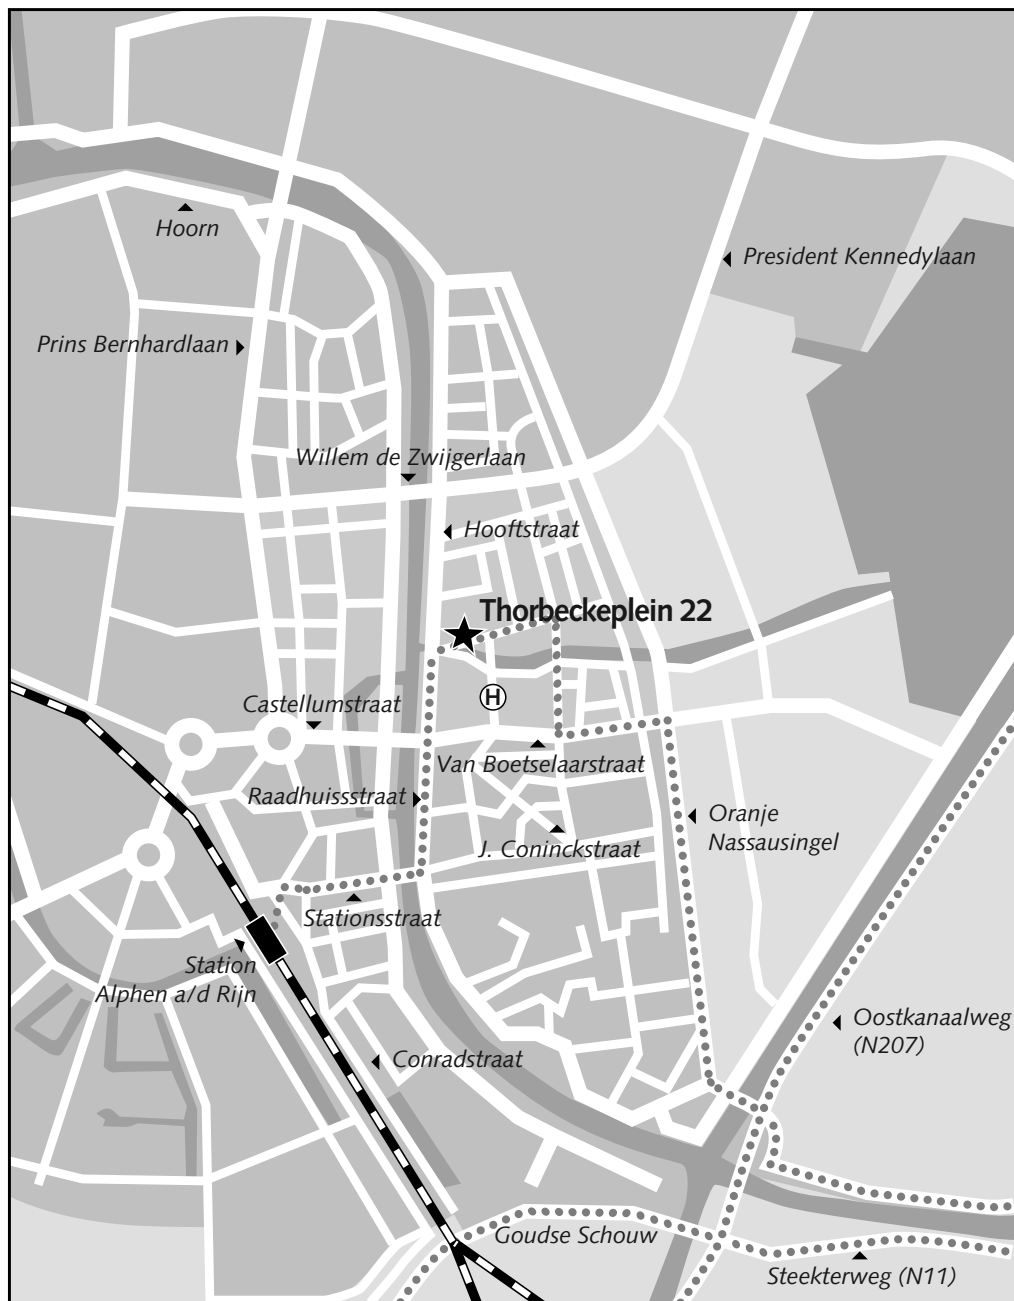 Hoorn
President Kennedylaan
Prins Bernhardlaan
Willem de Zwijgerlaan
Hooftstraat
Thorbeckeplein 22
H
Castellumstraat
Van Boetselaarstraat
Raadhuissstraat
Oranje
Nassausingel
J. Coninckstraat
Stationsstraat
Station
Alphen a/d Rijn
Oostkanaalweg
(N207)
Conradstraat
Goudse Schouw
Steekterweg (N11)